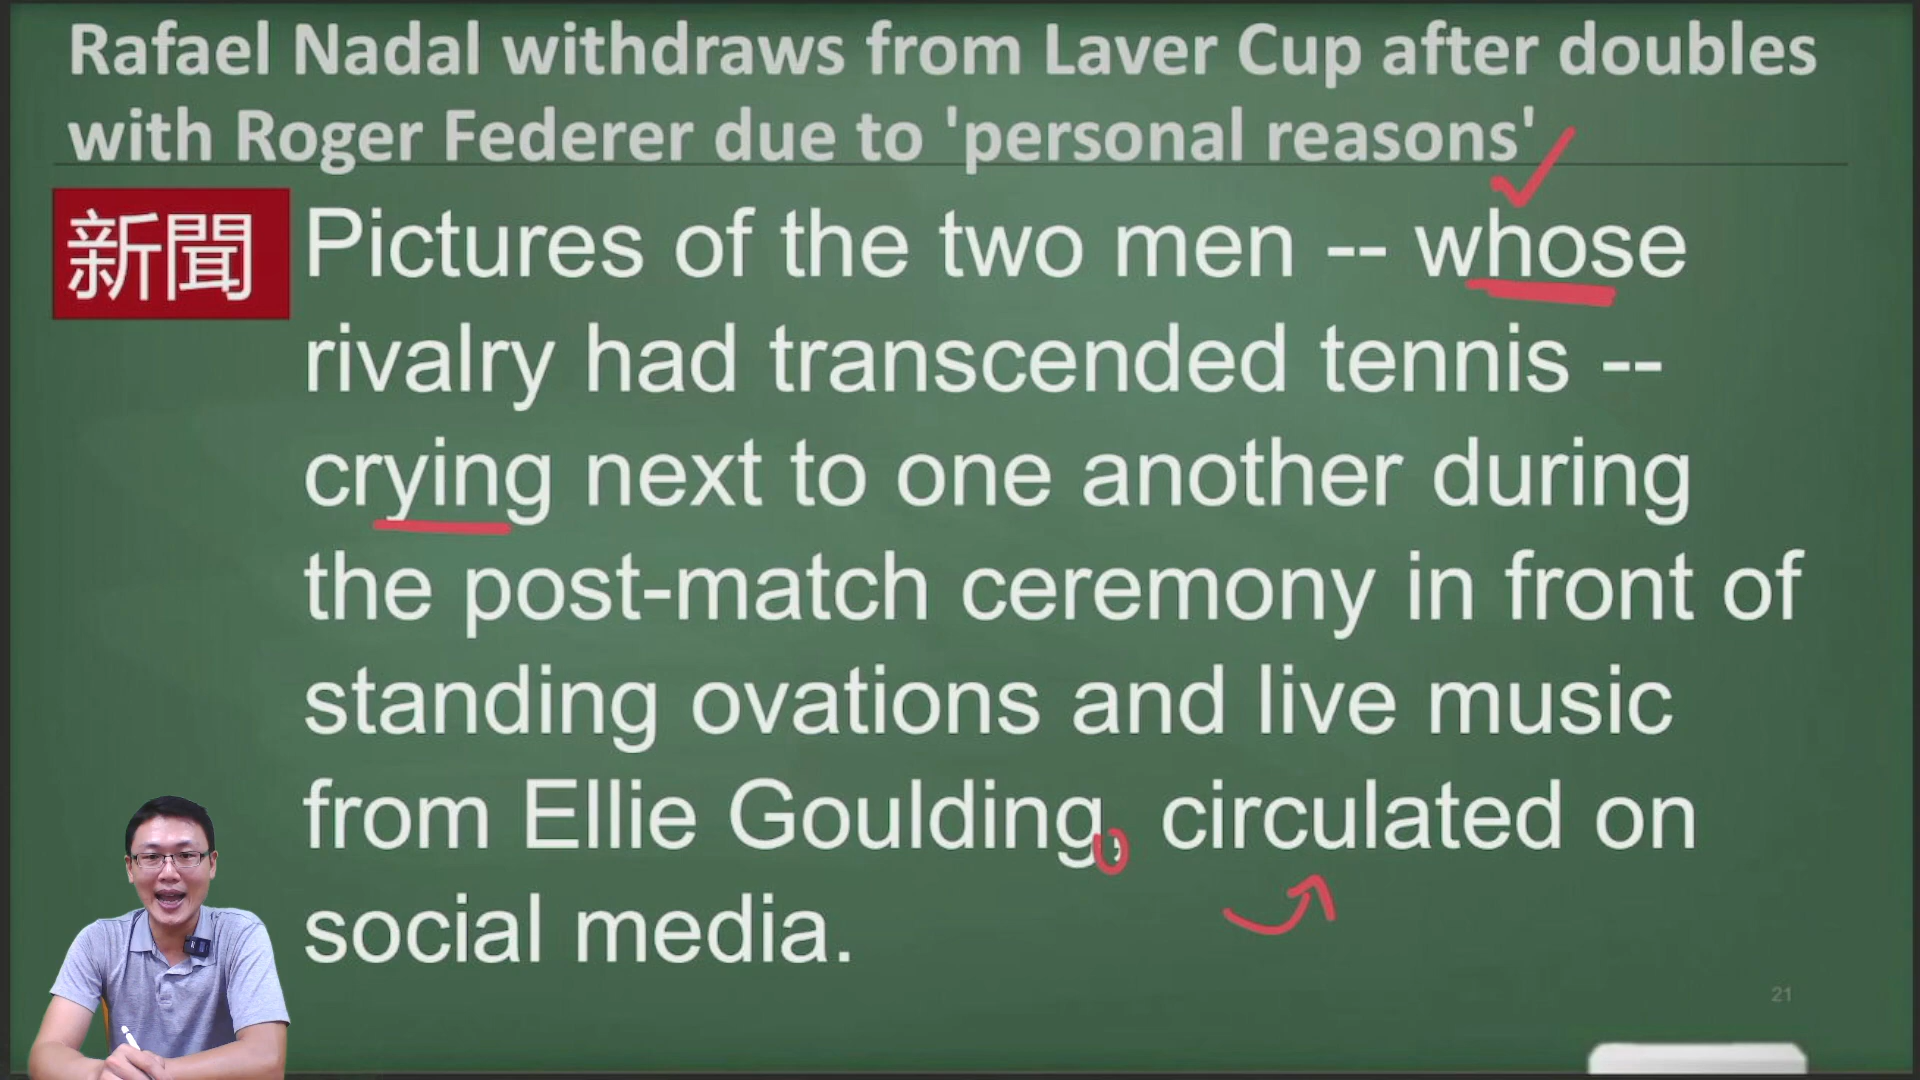 Rafael Nadal withdraws from Laver Cup after doubles
with Roger Federer due to 'personal reasons'
新聞
Pictures of the two men -- whose
rivalry had transcended tennis --
crying next to one another during
the post-match ceremony in front of
standing ovations and live music
from Ellie Goulding, circulated on
social media.
21